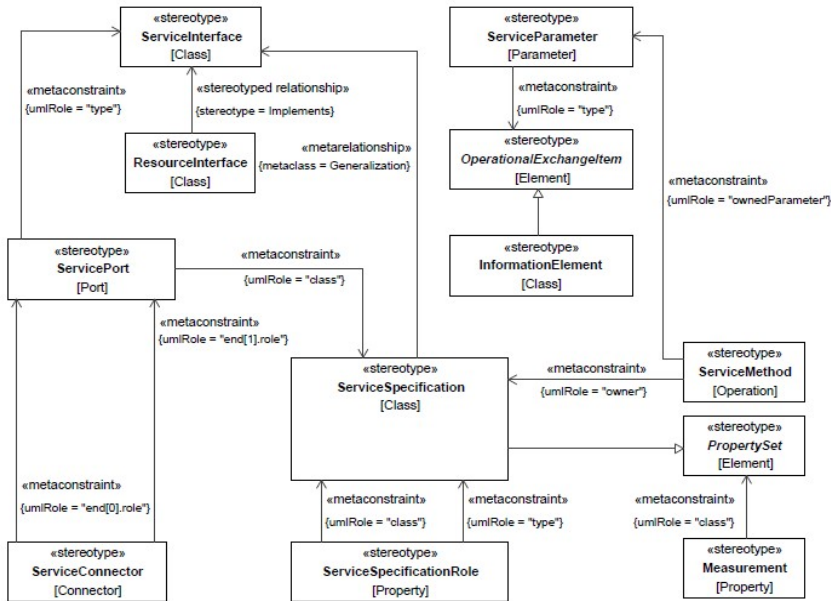 «stereotype»
ServiceInterface
[Class]
«stereotype»
ServiceParameter
[Parameter]
«metaconstraint»
{umlRole = "type"}
«stereotyped relationship»
{stereotype = Implements}
«metaconstraint»
{umlRole = "type"}
«stereotype»
ResourceInterface
[Class]
«metarelationship»
{metaclass = Generalization}
«stereotype»
OperationalExchangeItem
[Element]
«metaconstraint»
{umlRole = "ownedParameter"}
«stereotype»
ServicePort
[Port]
«metaconstraint»
{umlRole = "class"}
«stereotype»
InformationElement
[Class]
«metaconstraint»
{umlRole = "end[1].role"}
«stereotype»
ServiceSpecification
[Class]
«metaconstraint»
{umlRole = "owner"}
«stereotype»
ServiceMethod
[Operation]
«stereotype»
PropertySet
[Element]
«metaconstraint»
{umlRole = "end[0].role"}
«metaconstraint»
{umlRole = "class"}
«metaconstraint»
{umlRole = "type"}
«metaconstraint»
{umlRole = "class"}
«stereotype»
ServiceConnector
[Connector]
«stereotype»
ServiceSpecificationRole
[Property]
«stereotype»
Measurement
[Property]